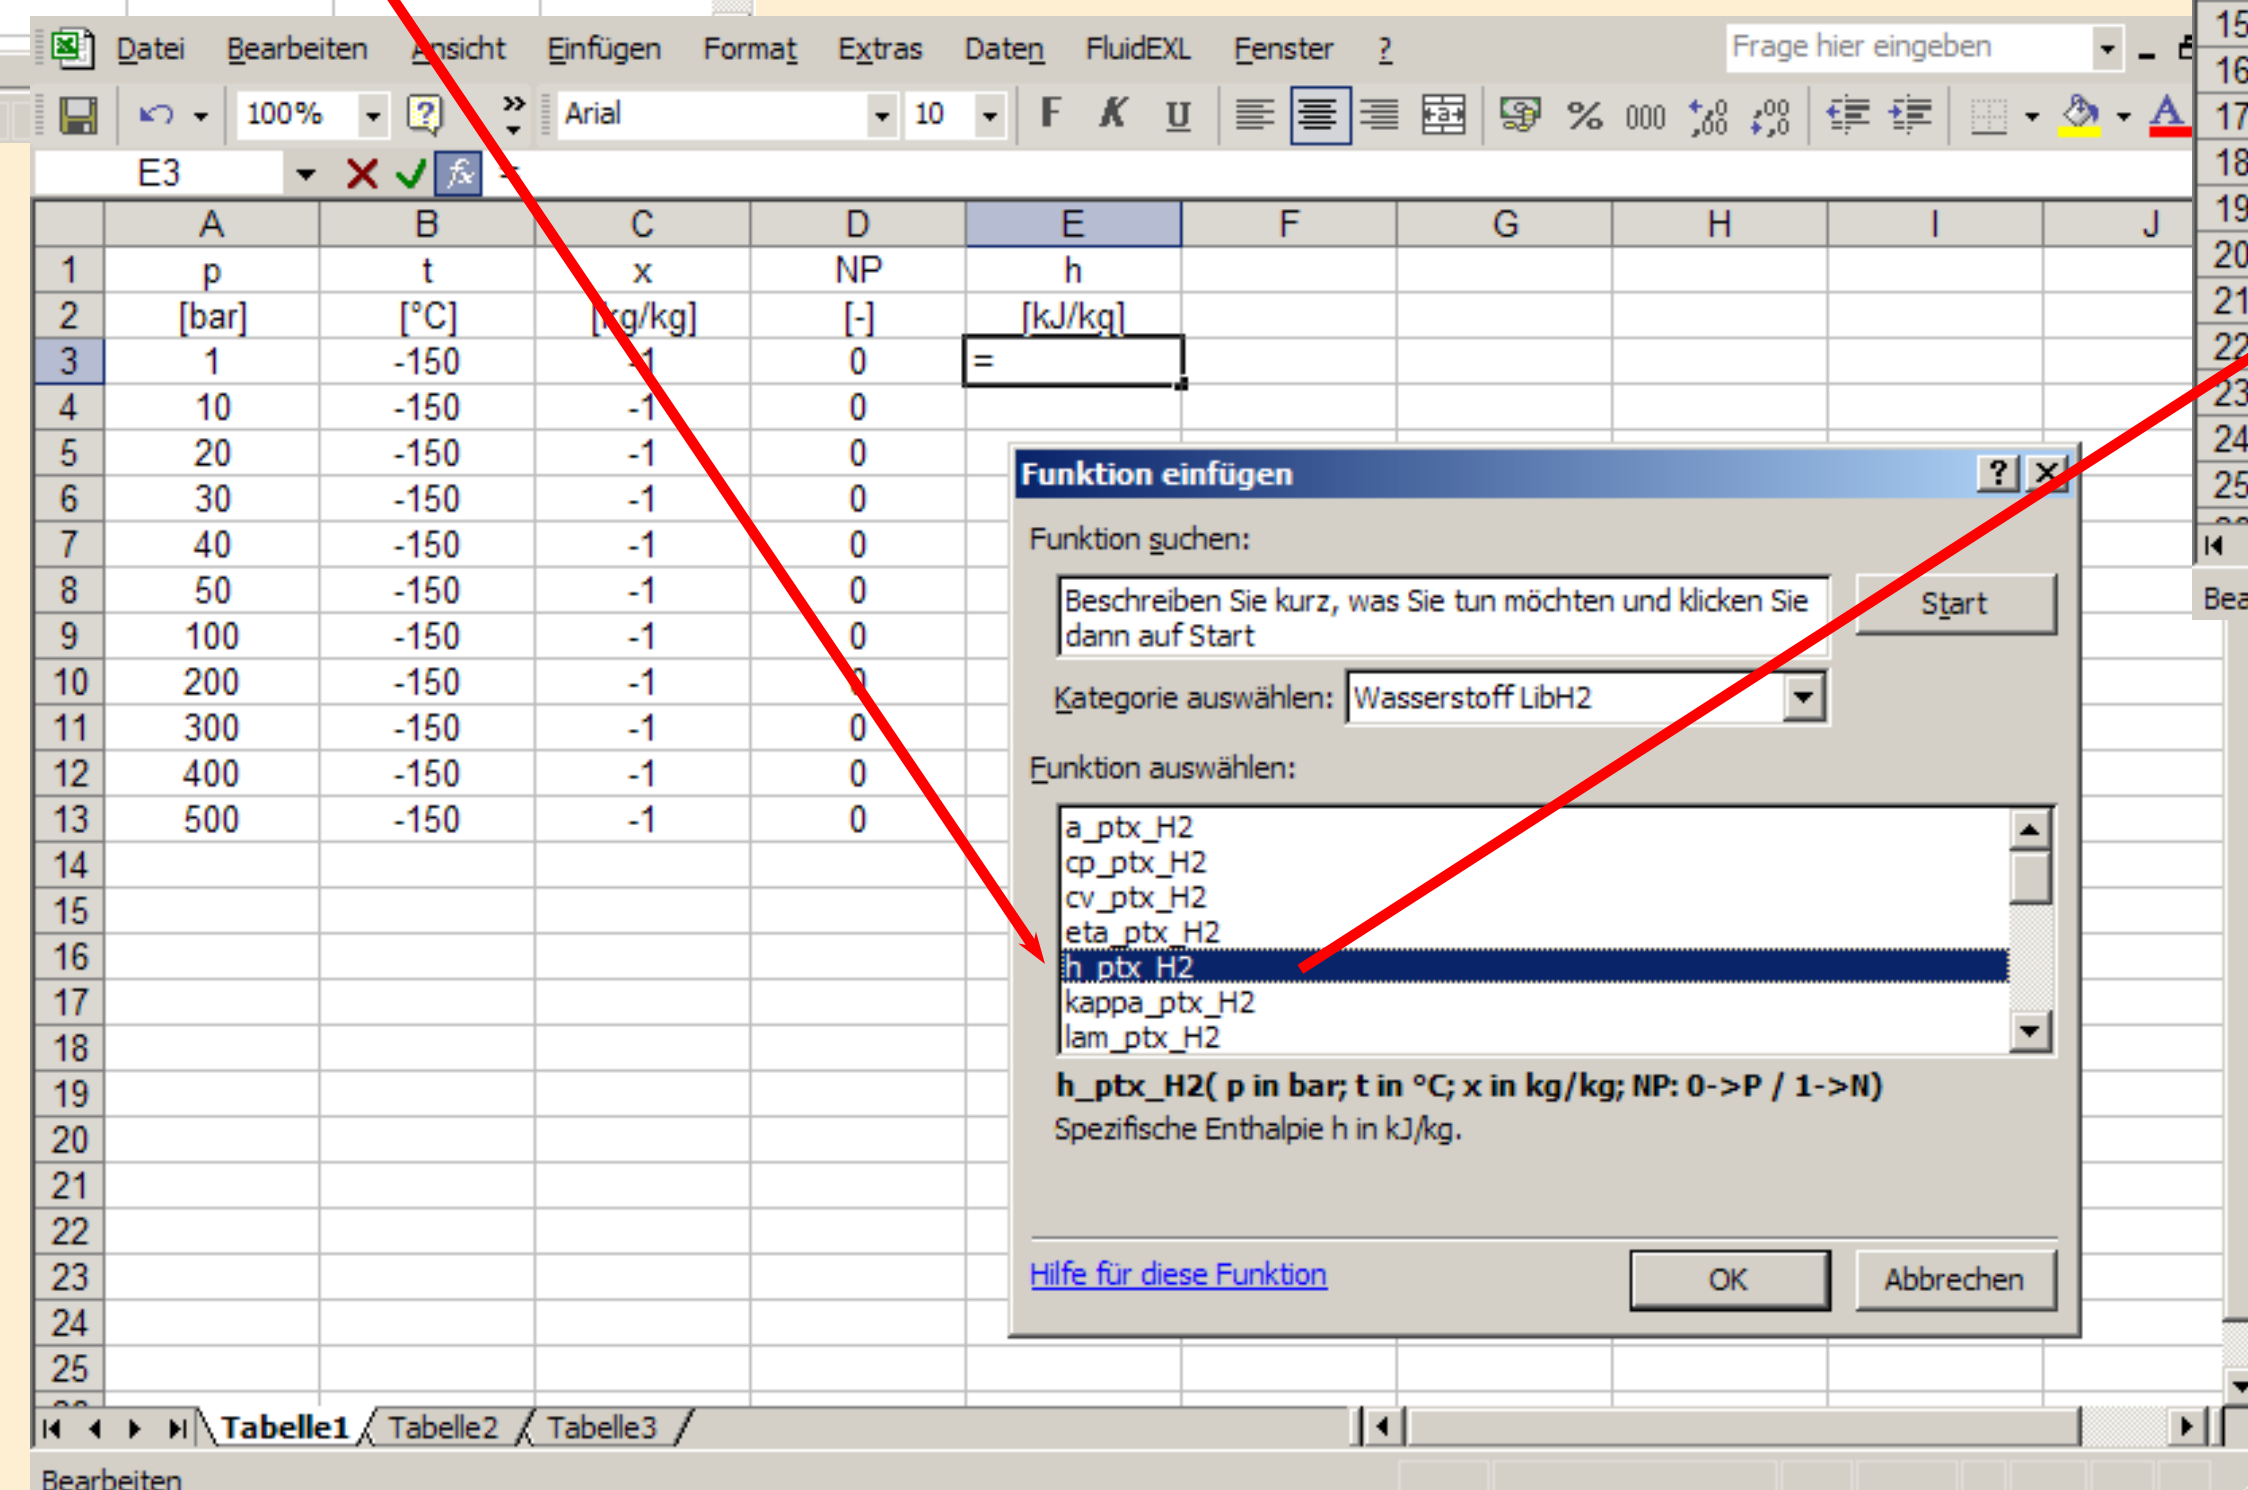 Datei Bearbeiten Ansicht Einfügen Format Extras Daten FluidEXL Fenster ? Frage hier eingeben
100% Arial 10 F K U % 000
E3 fx =
A B C D E F G H I J
1 p t x NP h
2 [bar] [°C] [kg/kg] [-] [kJ/kg]
3 1 -150 -1 0 =
4 10 -150 -1 0
5 20 -150 -1 0
6 30 -150 -1 0
7 40 -150 -1 0
8 50 -150 -1 0
9 100 -150 -1 0
10 200 -150 -1 0
11 300 -150 -1 0
12 400 -150 -1 0
13 500 -150 -1 0
14
15
16
17
18
19
20
21
22
23
24
25
Funktion einfügen
Funktion suchen:
Beschreiben Sie kurz, was Sie tun möchten und klicken Sie
dann auf Start
Start
Kategorie auswählen: Wasserstoff LibH2
Funktion auswählen:
a_ptx_H2
cp_ptx_H2
cv_ptx_H2
eta_ptx_H2
h_ptx_H2
kappa_ptx_H2
lam_ptx_H2
h_ptx_H2( p in bar; t in °C; x in kg/kg; NP: 0->P / 1->N)
Spezifische Enthalpie h in kJ/kg.
Hilfe für diese Funktion OK Abbrechen
Tabelle1 Tabelle2 Tabelle3
Bearbeiten
15
16
17
18
19
20
21
22
23
24
25
Bea